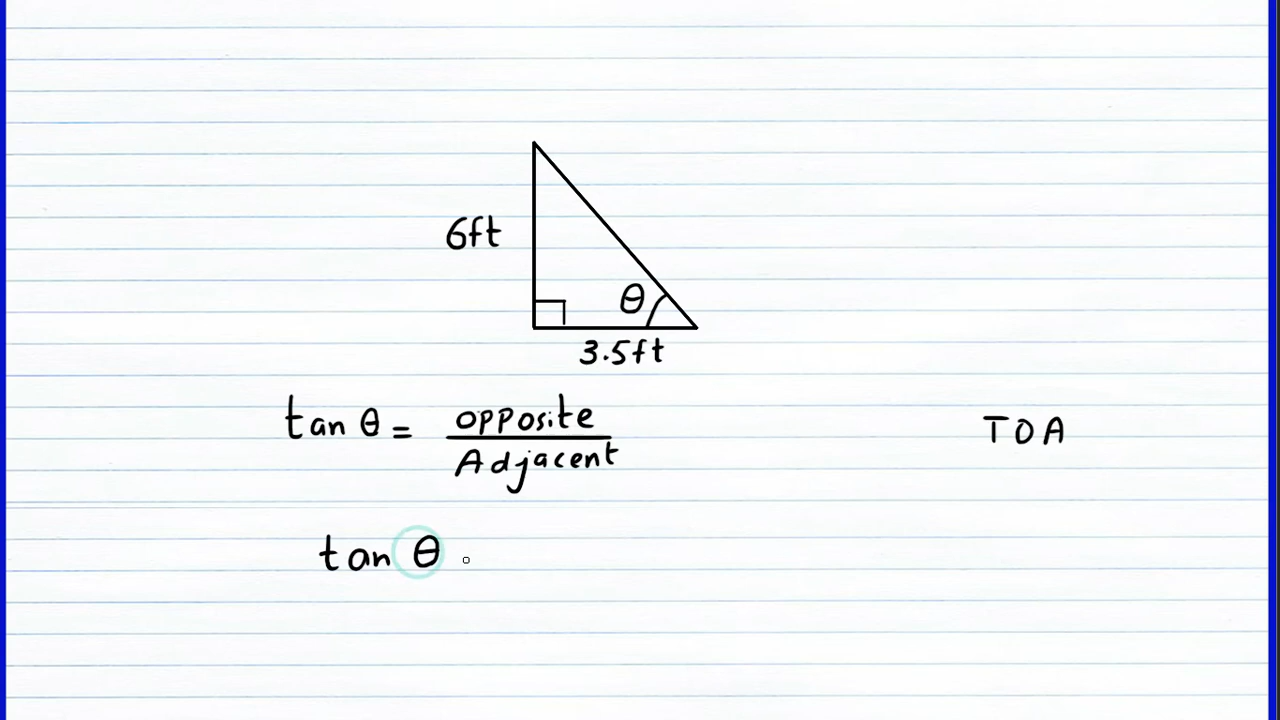 6ft
θ
3.5ft
tan θ = opposite
Adjacent
TOA
tan θ